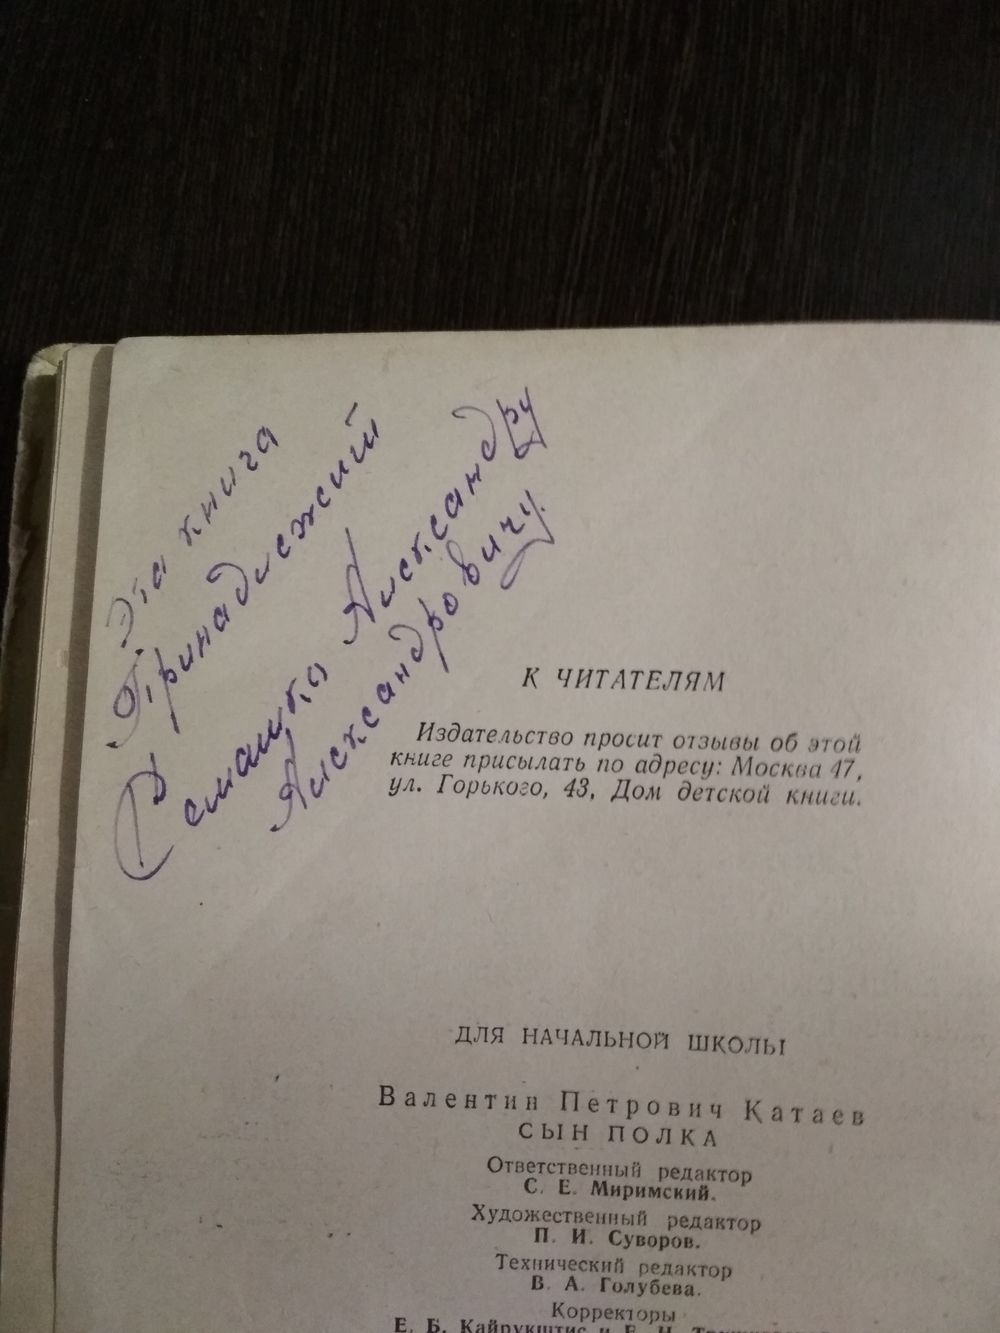 Эта книга
Принадлежий
Александру
Александровичу.
К ЧИТАТЕЛЯМ
Издательство просит отзывы об этой
книге присылать по адресу: Москва 47,
ул. Горького, 43, Дом детской книги.
ДЛЯ НАЧАЛЬНОЙ ШКОЛЫ
Валентин Петрович Катаев
СЫН ПОЛКА
Ответственный редактор
С. Е. Миримский.
Художественный редактор
П. И. Суворов.
Технический редактор
В. А. Голубева.
Корректоры
Е. Б. Кайрукштис и Е. Н.